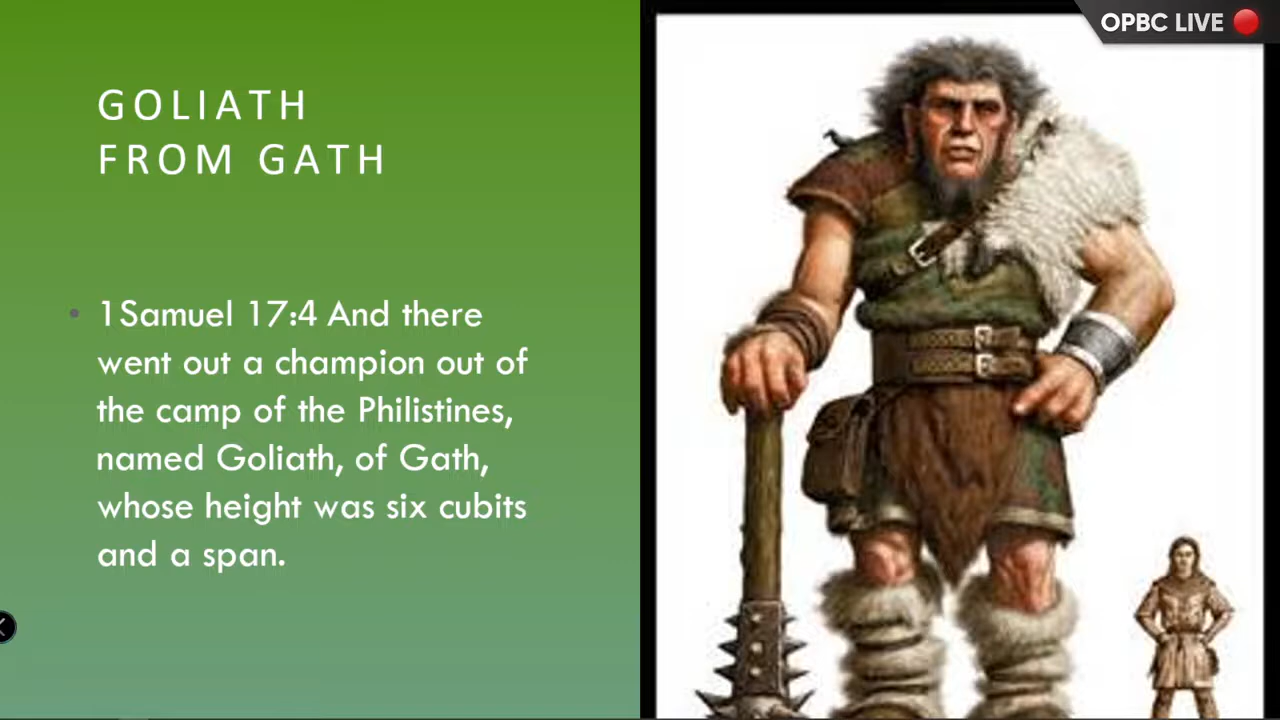 OPBC LIVE
GOLIATH
FROM GATH
• 1Samuel 17:4 And there
went out a champion out of
the camp of the Philistines,
named Goliath, of Gath,
whose height was six cubits
and a span.